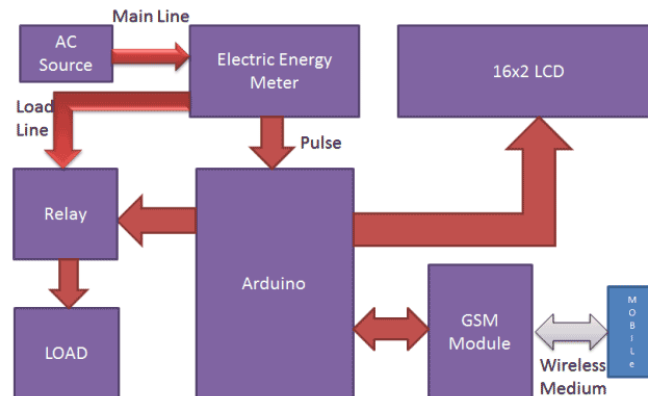 Main Line
AC
Source
Electric Energy
Meter
16x2 LCD
Load
Line
Pulse
Relay
Arduino
LOAD
GSM
Module
Wireless
Medium
MOBILe